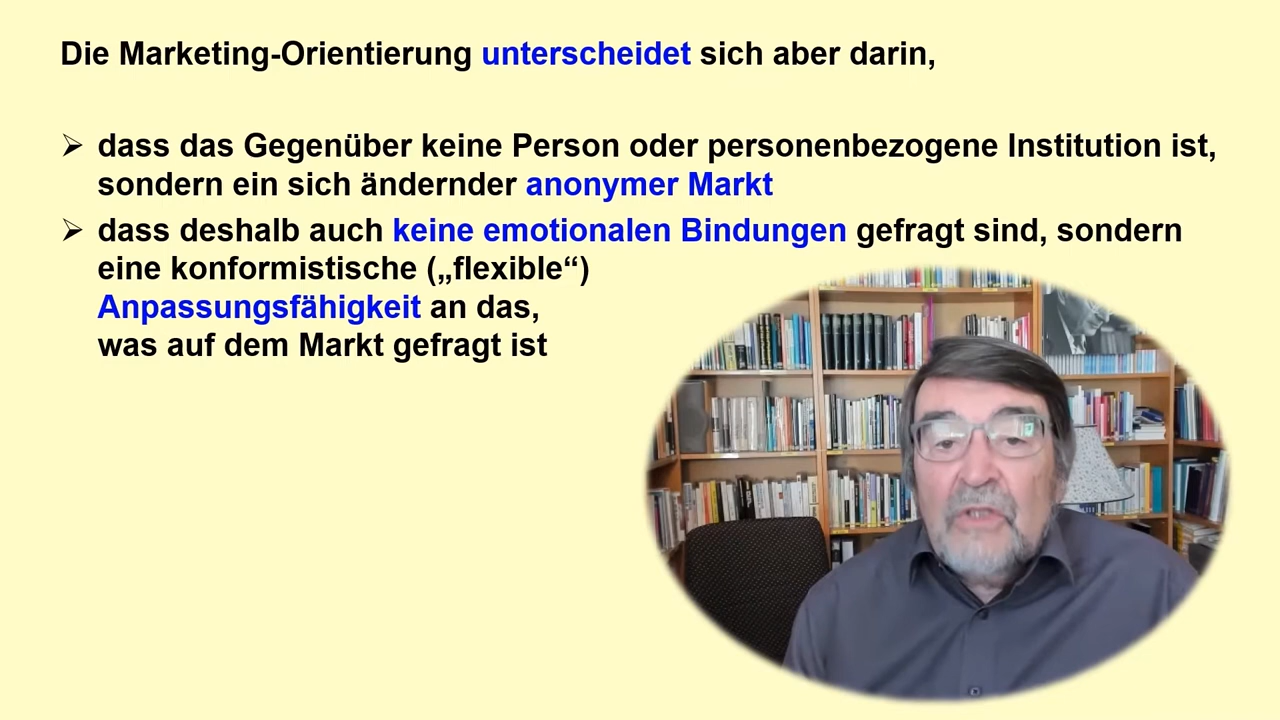 Die Marketing-Orientierung unterscheidet sich aber darin,
➢ dass das Gegenüber keine Person oder personenbezogene Institution ist,
sondern ein sich ändernder anonymer Markt
➢ dass deshalb auch keine emotionalen Bindungen gefragt sind, sondern
eine konformistische („flexible“)
Anpassungsfähigkeit an das,
was auf dem Markt gefragt ist